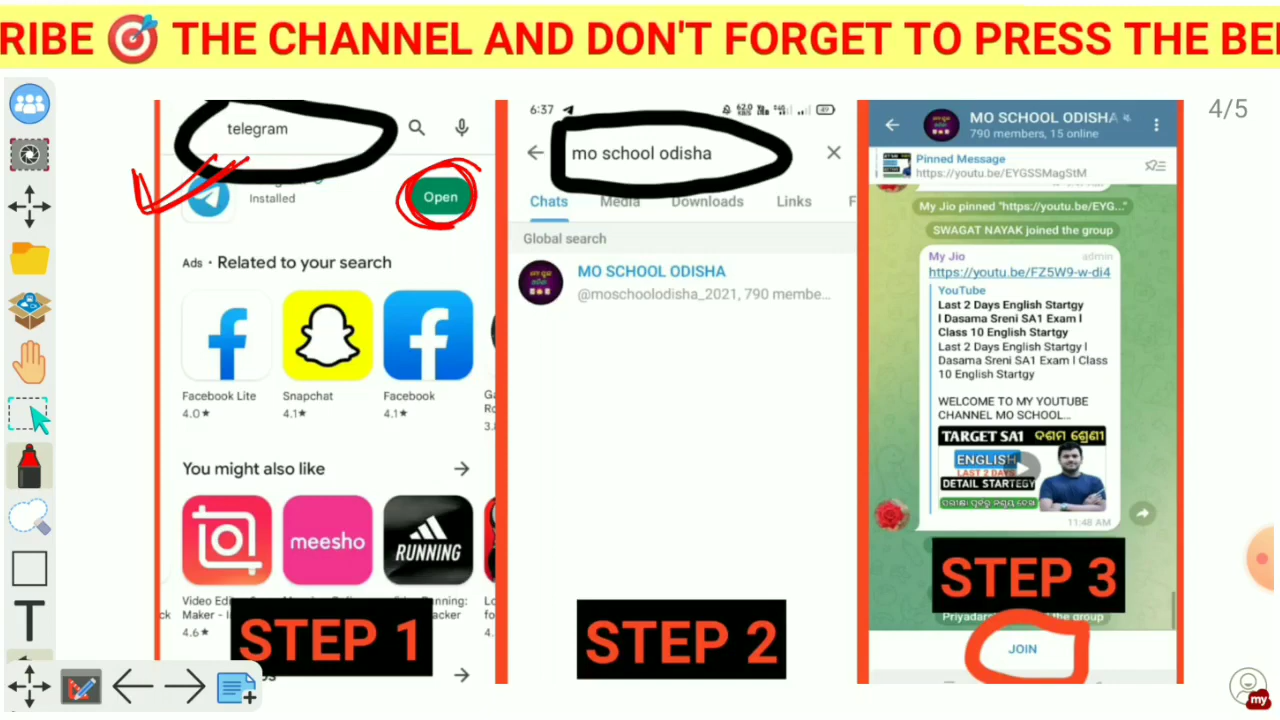 RIBE 🎯 THE CHANNEL AND DON'T FORGET TO PRESS THE BE
4/5
telegram
Installed
Open
Ads • Related to your search
Facebook Lite
4.0★
Snapchat
4.1★
Facebook
4.1★
You might also like
meesho
RUNNING
Video
Maker -
4.6★
Running:
STEP 1
6:37
mo school odisha
Chats
Media
Downloads
Links
Global search
MO SCHOOL ODISHA
@moschoolodisha_2021, 790 membe...
STEP 2
MO SCHOOL ODISHA
790 members, 15 online
Pinned Message
https://youtu.be/EYGSSMagStM
My Jio pinned "https://youtu.be/EYG..."
SWAGAT NAYAK joined the group
My Jio
admin
https://youtu.be/FZ5W9-w-di4
YouTube
Last 2 Days English Startgy
l Dasama Sreni SA1 Exam l
Class 10 English Startgy
Last 2 Days English Startgy l
Dasama Sreni SA1 Exam l Class
10 English Startgy
WELCOME TO MY YOUTUBE
CHANNEL MO SCHOOL...
TARGET SA1 ଦଶମ ଶ୍ରେଣୀ
ENGLISH
LAST 2 DAYS
DETAIL STARTEGY
11:48 AM
STEP 3
the group
JOIN
T
my